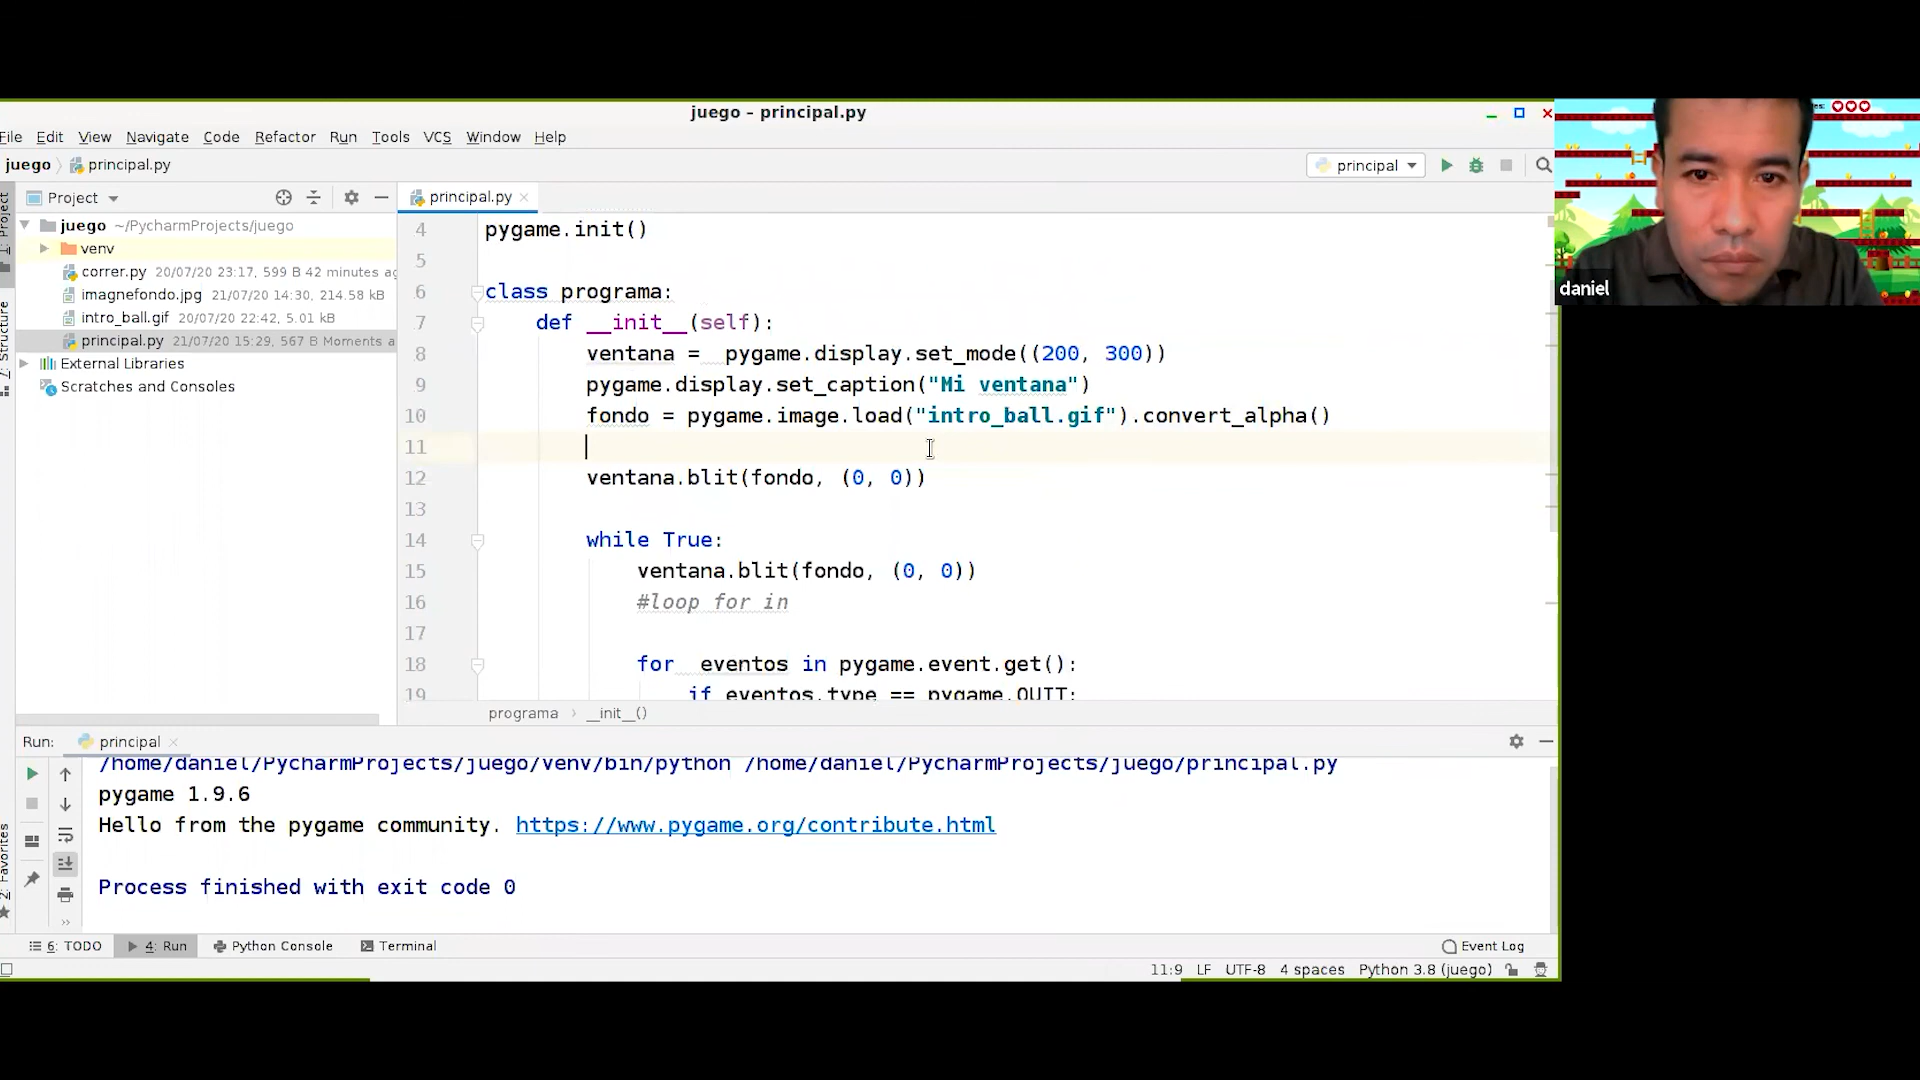 juego – principal.py
File Edit View Navigate Code Refactor Run Tools VCS Window Help
juego principal.py
principal
Project
principal.py
1: Project
juego ~/PycharmProjects/juego
venv
correr.py 20/07/20 23:17, 599 B 42 minutes
imagnefondo.jpg 21/07/20 14:30, 214.58 kB
intro_ball.gif 20/07/20 22:42, 5.01 kB
principal.py 21/07/20 15:29, 567 B Moments
External Libraries
Scratches and Consoles
7: Structure
4 pygame.init()
5
6 class programa:
7 def __init__(self):
8 ventana = pygame.display.set_mode((200, 300))
9 pygame.display.set_caption("Mi ventana")
10 fondo = pygame.image.load("intro_ball.gif").convert_alpha()
11
12 ventana.blit(fondo, (0, 0))
13
14 while True:
15 ventana.blit(fondo, (0, 0))
16 #loop for in
17
18 for eventos in pygame.event.get():
19 if eventos.type == pygame.QUIT:
programa __init__()
Run: principal
/home/daniel/PycharmProjects/juego/venv/bin/python /home/daniel/PycharmProjects/juego/principal.py
pygame 1.9.6
Hello from the pygame community. https://www.pygame.org/contribute.html
Process finished with exit code 0
2: Favorites
6: TODO 4: Run Python Console Terminal Event Log
11:9 LF UTF-8 4 spaces Python 3.8 (juego)
daniel